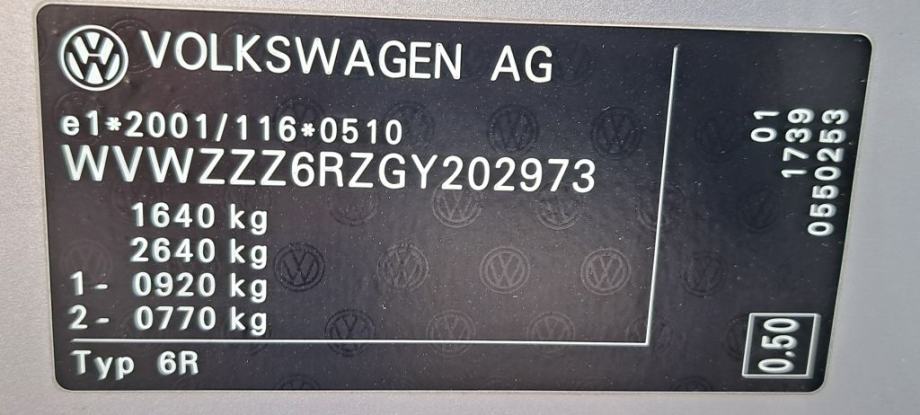 VOLKSWAGEN AG
e1*2001/116*0510
WVWZZZ6RZGY202973
1640 kg
2640 kg
1- 0920 kg
2- 0770 kg
Typ 6R
01
1739
0550253
0.50